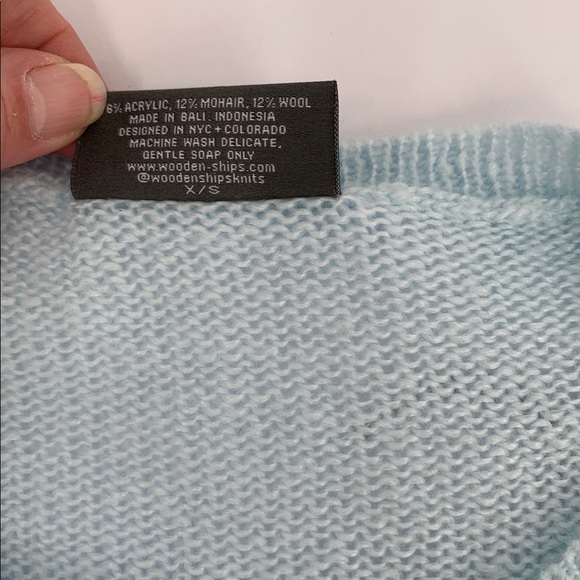 6% ACRYLIC, 12% MOHAIR, 12% WOOL
MADE IN BALI, INDONESIA
DESIGNED IN NYC + COLORADO
MACHINE WASH DELICATE,
GENTLE SOAP ONLY
www.wooden-ships.com
@woodenshipsknits
X/S